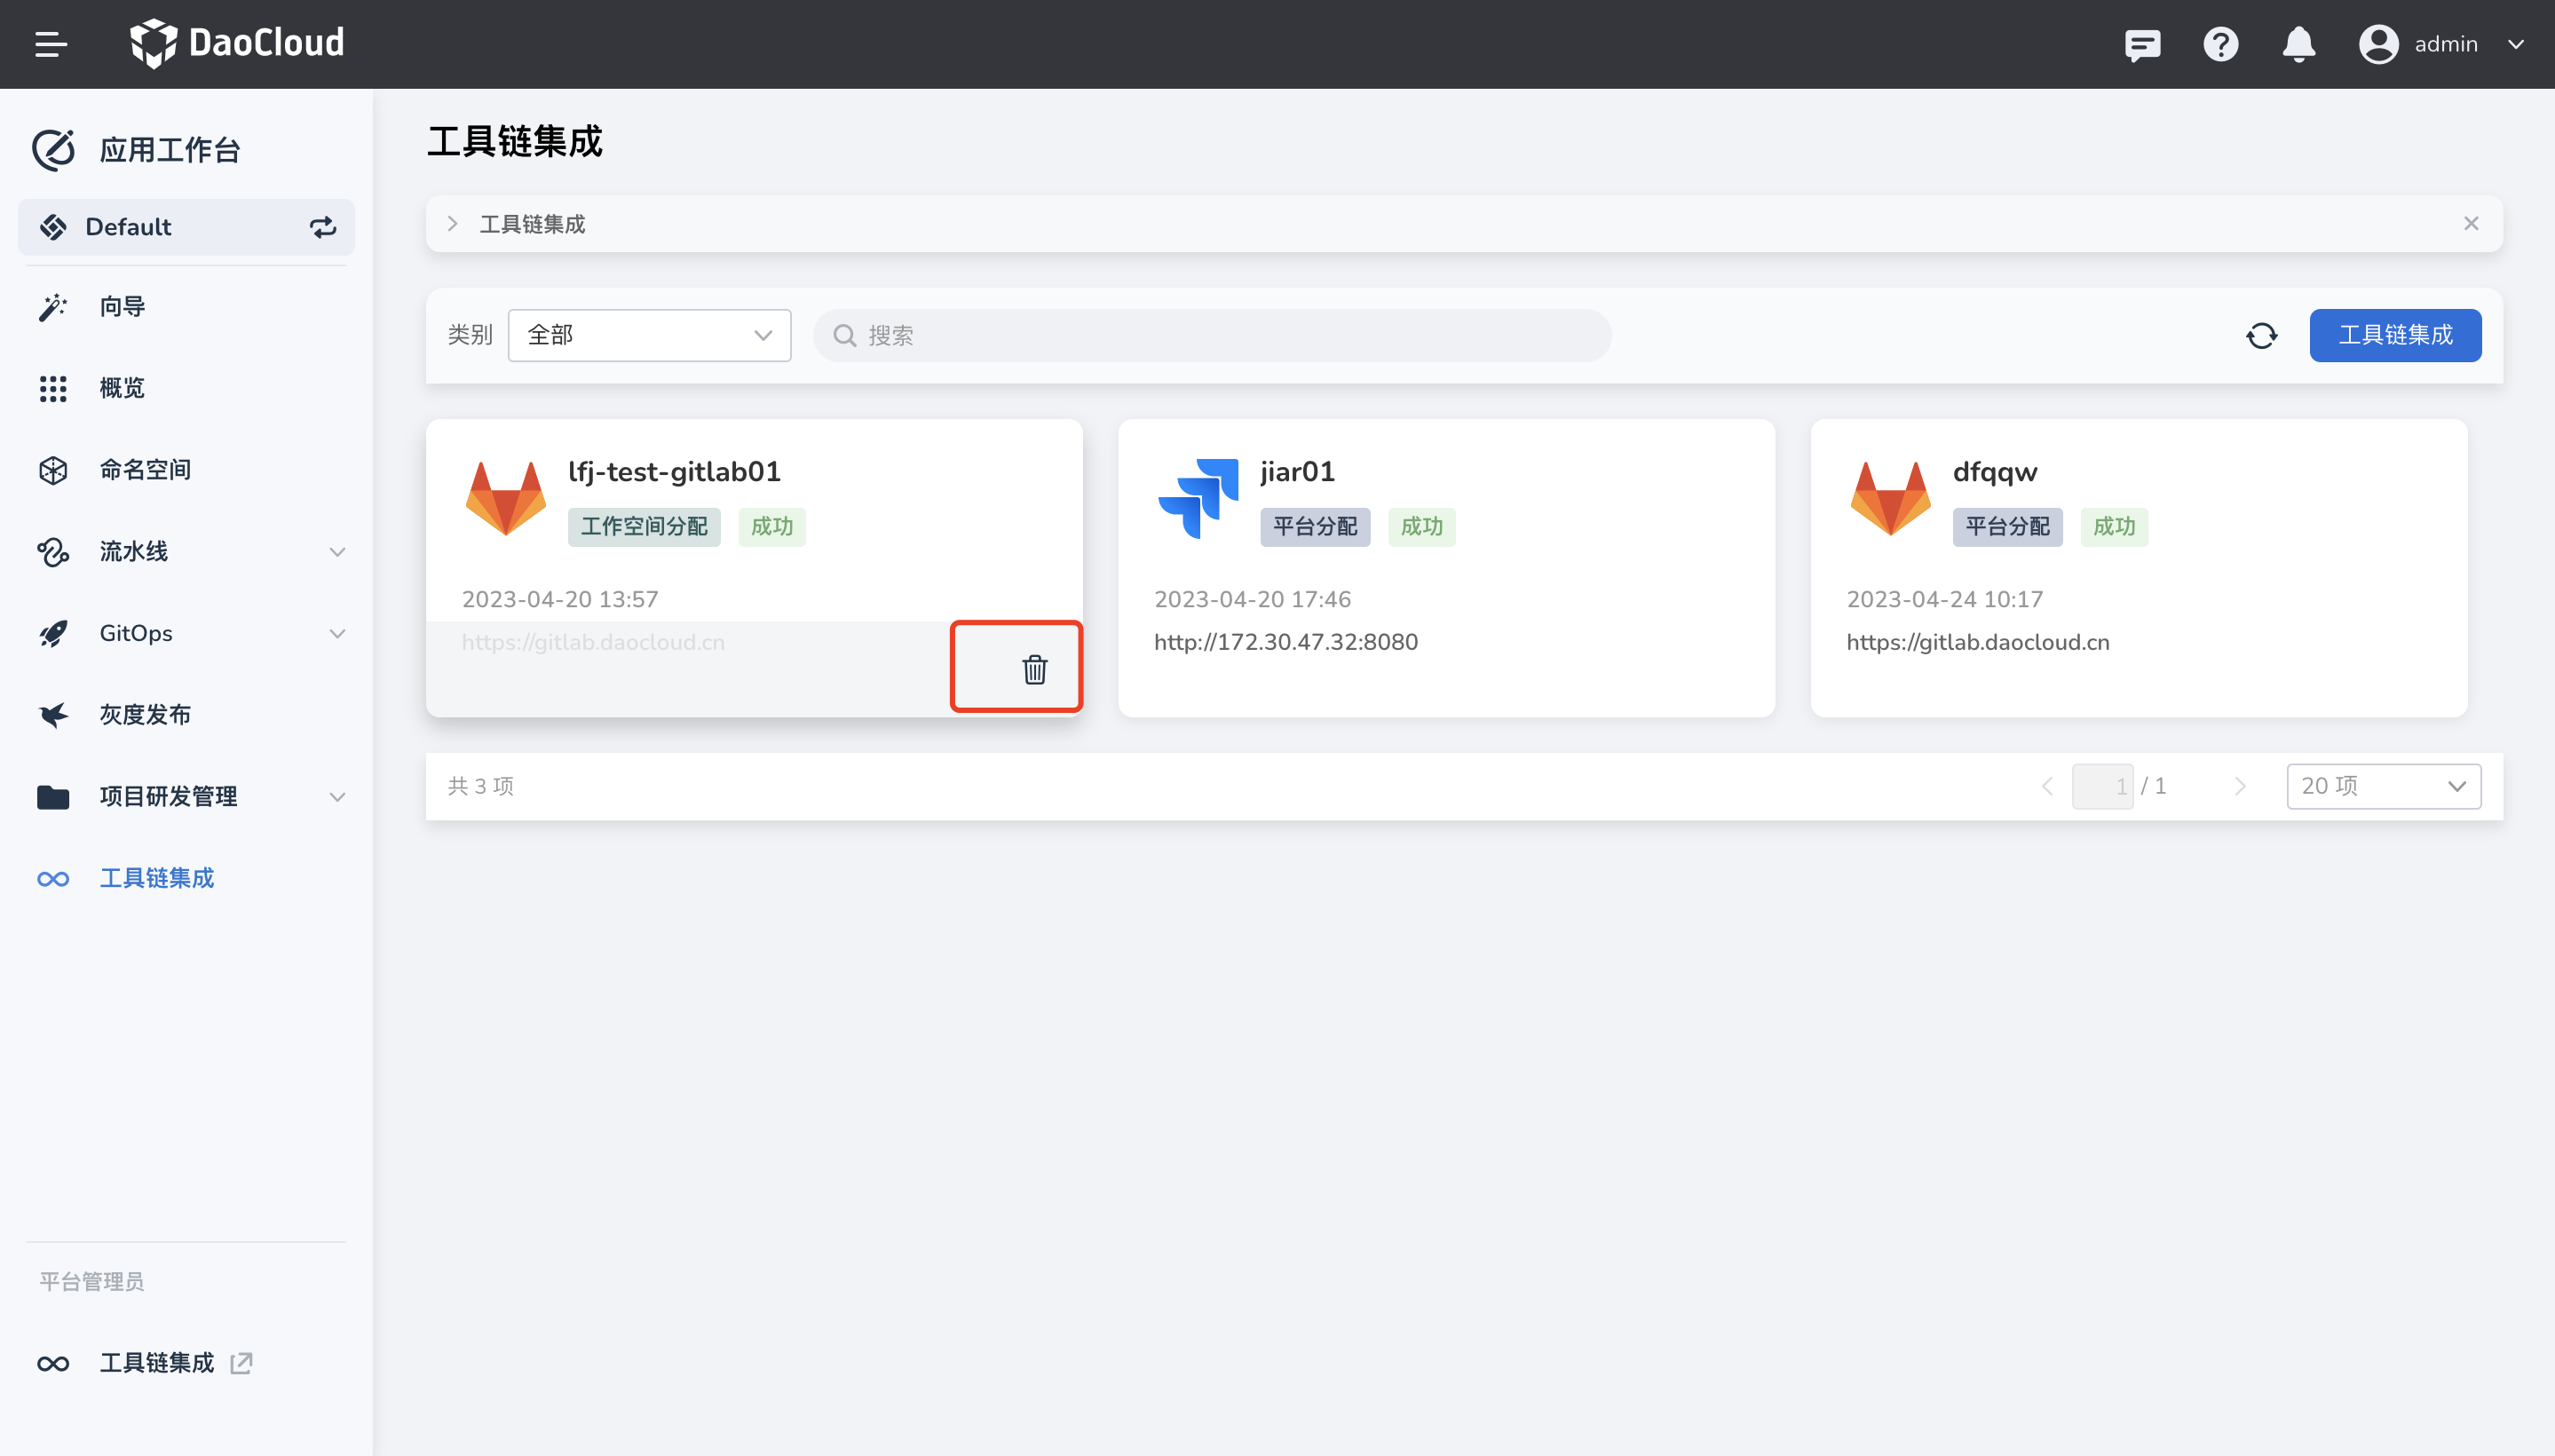 DaoCloud
admin
应用工作台
Default
向导
概览
命名空间
流水线
GitOps
灰度发布
项目研发管理
工具链集成
平台管理员
工具链集成
工具链集成
工具链集成
类别 全部 搜索 工具链集成
lfj-test-gitlab01
工作空间分配 成功
2023-04-20 13:57
https://gitlab.daocloud.cn
jiar01
平台分配 成功
2023-04-20 17:46
http://172.30.47.32:8080
dfqqw
平台分配 成功
2023-04-24 10:17
https://gitlab.daocloud.cn
共 3 项 1 / 1 20 项